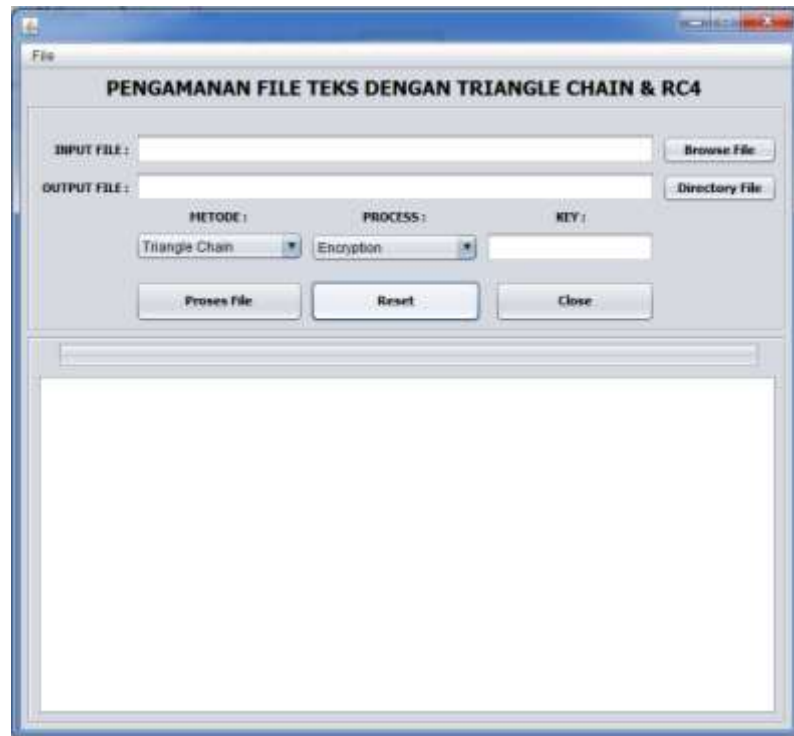 File
PENGAMANAN FILE TEKS DENGAN TRIANGLE CHAIN & RC4
INPUT FILE : Browse File
OUTPUT FILE : Directory File
METODE : PROCESS : KEY :
Triangle Chain Encryption
Proses File Reset Close